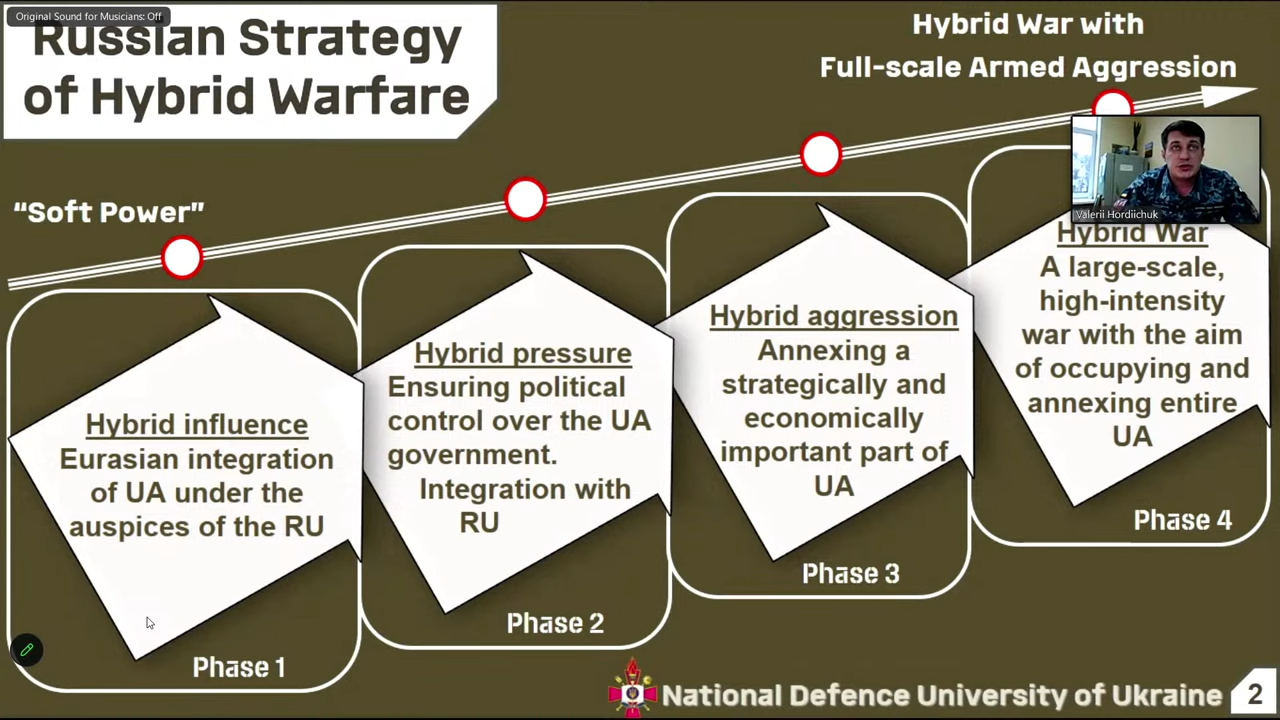 Original Sound for Musicians: Off
Russian Strategy
of Hybrid Warfare
Hybrid War with
Full-scale Armed Aggression
"Soft Power"
Valerii Hordiichuk
Hybrid influence
Eurasian integration
of UA under the
auspices of the RU
Phase 1
Hybrid pressure
Ensuring political
control over the UA
government.
Integration with
RU
Phase 2
Hybrid aggression
Annexing a
strategically and
economically
important part of
UA
Phase 3
Hybrid War
A large-scale,
high-intensity
war with the aim
of occupying and
annexing entire
UA
Phase 4
National Defence University of Ukraine
2